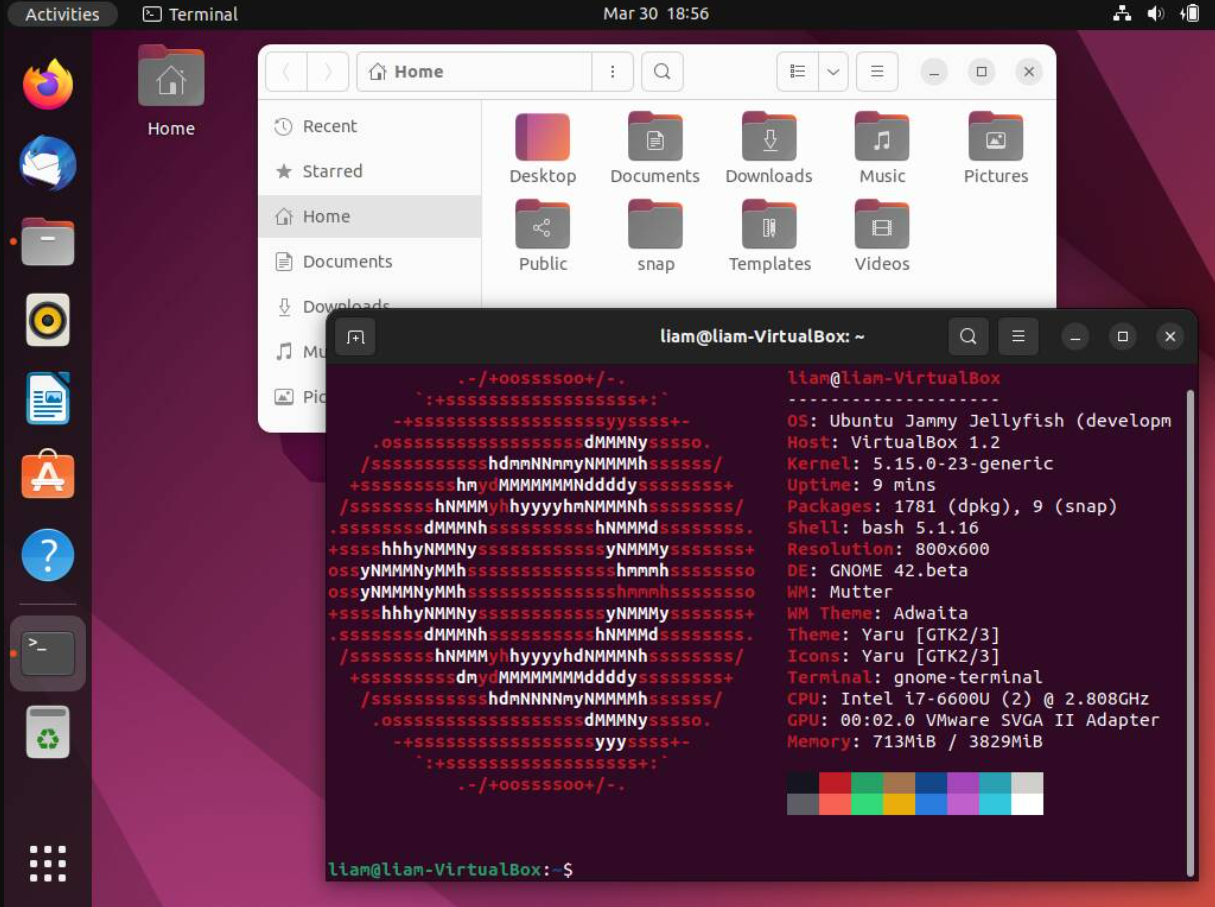 Activities
Terminal
Mar 30 18:56
Home
Home
Recent
Starred
Home
Documents
Downloads
Mu
Pic
Desktop
Documents
Downloads
Music
Pictures
Public
snap
Templates
Videos
liam@liam-VirtualBox: ~
.-/+oossssoo+/-.
`:+ssssssssssssssssss+:`
-+ssssssssssssssssssyyssss+-
.ossssssssssssssssssdMMMNysssso.
/ssssssssssshdmmNNmmyNMMMMhssssss/
+ssssssssshmydMMMMMMMNddddyssssssss+
/sssssssshNMMMyhhyyyyhmNMMMNhssssssss/
.ssssssssdMMMNhsssssssssshNMMMdssssssss.
+sssshhhyNMMNyssssssssssssyNMMMysssssss+
ossyNMMMNyMMhsssssssssssssshmmmhssssssso
ossyNMMMNyMMhsssssssssssssshmmmhssssssso
+sssshhhyNMMNyssssssssssssyNMMMysssssss+
.ssssssssdMMMNhsssssssssshNMMMdssssssss.
/sssssssshNMMMyhhyyyyhdNMMMNhssssssss/
+sssssssssdmydMMMMMMMMddddyssssssss+
/ssssssssssshdmNNNNmyNMMMMhssssss/
.ossssssssssssssssssdMMMNysssso.
-+sssssssssssssssssyyyssss+-
`:+ssssssssssssssssss+:`
.-/+oossssoo+/-.
liam@liam-VirtualBox
--------------------
OS: Ubuntu Jammy Jellyfish (developm
Host: VirtualBox 1.2
Kernel: 5.15.0-23-generic
Uptime: 9 mins
Packages: 1781 (dpkg), 9 (snap)
Shell: bash 5.1.16
Resolution: 800x600
DE: GNOME 42.beta
WM: Mutter
WM Theme: Adwaita
Theme: Yaru [GTK2/3]
Icons: Yaru [GTK2/3]
Terminal: gnome-terminal
CPU: Intel i7-6600U (2) @ 2.808GHz
GPU: 00:02.0 VMware SVGA II Adapter
Memory: 713MiB / 3829MiB
liam@liam-VirtualBox:~$